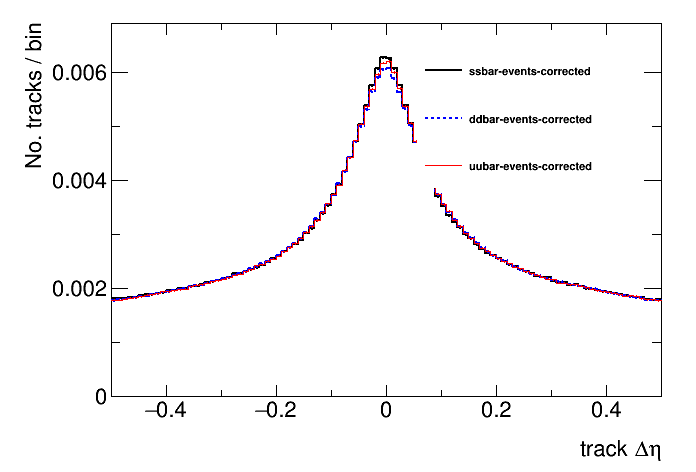 No. tracks / bin
0.006
0.004
0.002
0
ssbar-events-corrected
ddbar-events-corrected
uubar-events-corrected
−0.4 −0.2 0 0.2 0.4
track Δη